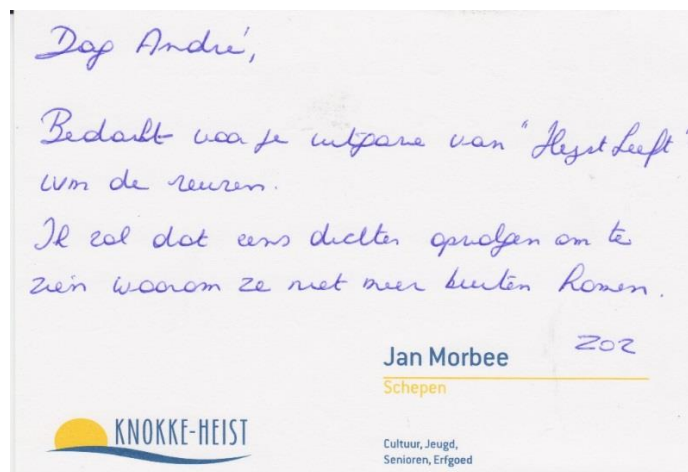 Dag André,
Bedankt voor je uitgave van "Heyst Leeft"
ivm de reuzen.
Ik zal dat eens dichter opvolgen om te
zien waarom ze niet meer buiten komen.
ZOZ
Jan Morbee
Schepen
KNOKKE-HEIST
Cultuur, Jeugd,
Senioren, Erfgoed